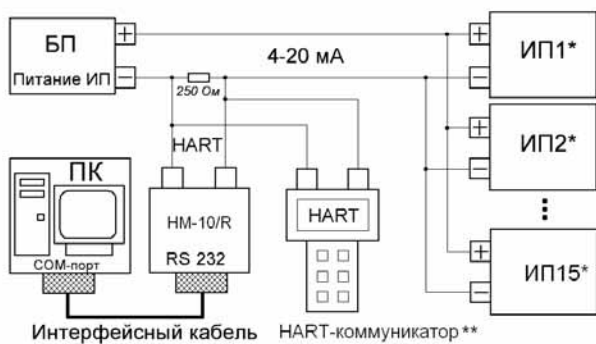 БП
Питание ИП
+
−
4-20 мА
250 Ом
+
ИП1*
−
+
ИП2*
−
+
ИП15*
−
HART
ПК
COM-порт
HM-10/R
RS 232
HART
Интерфейсный кабель
HART-коммуникатор **